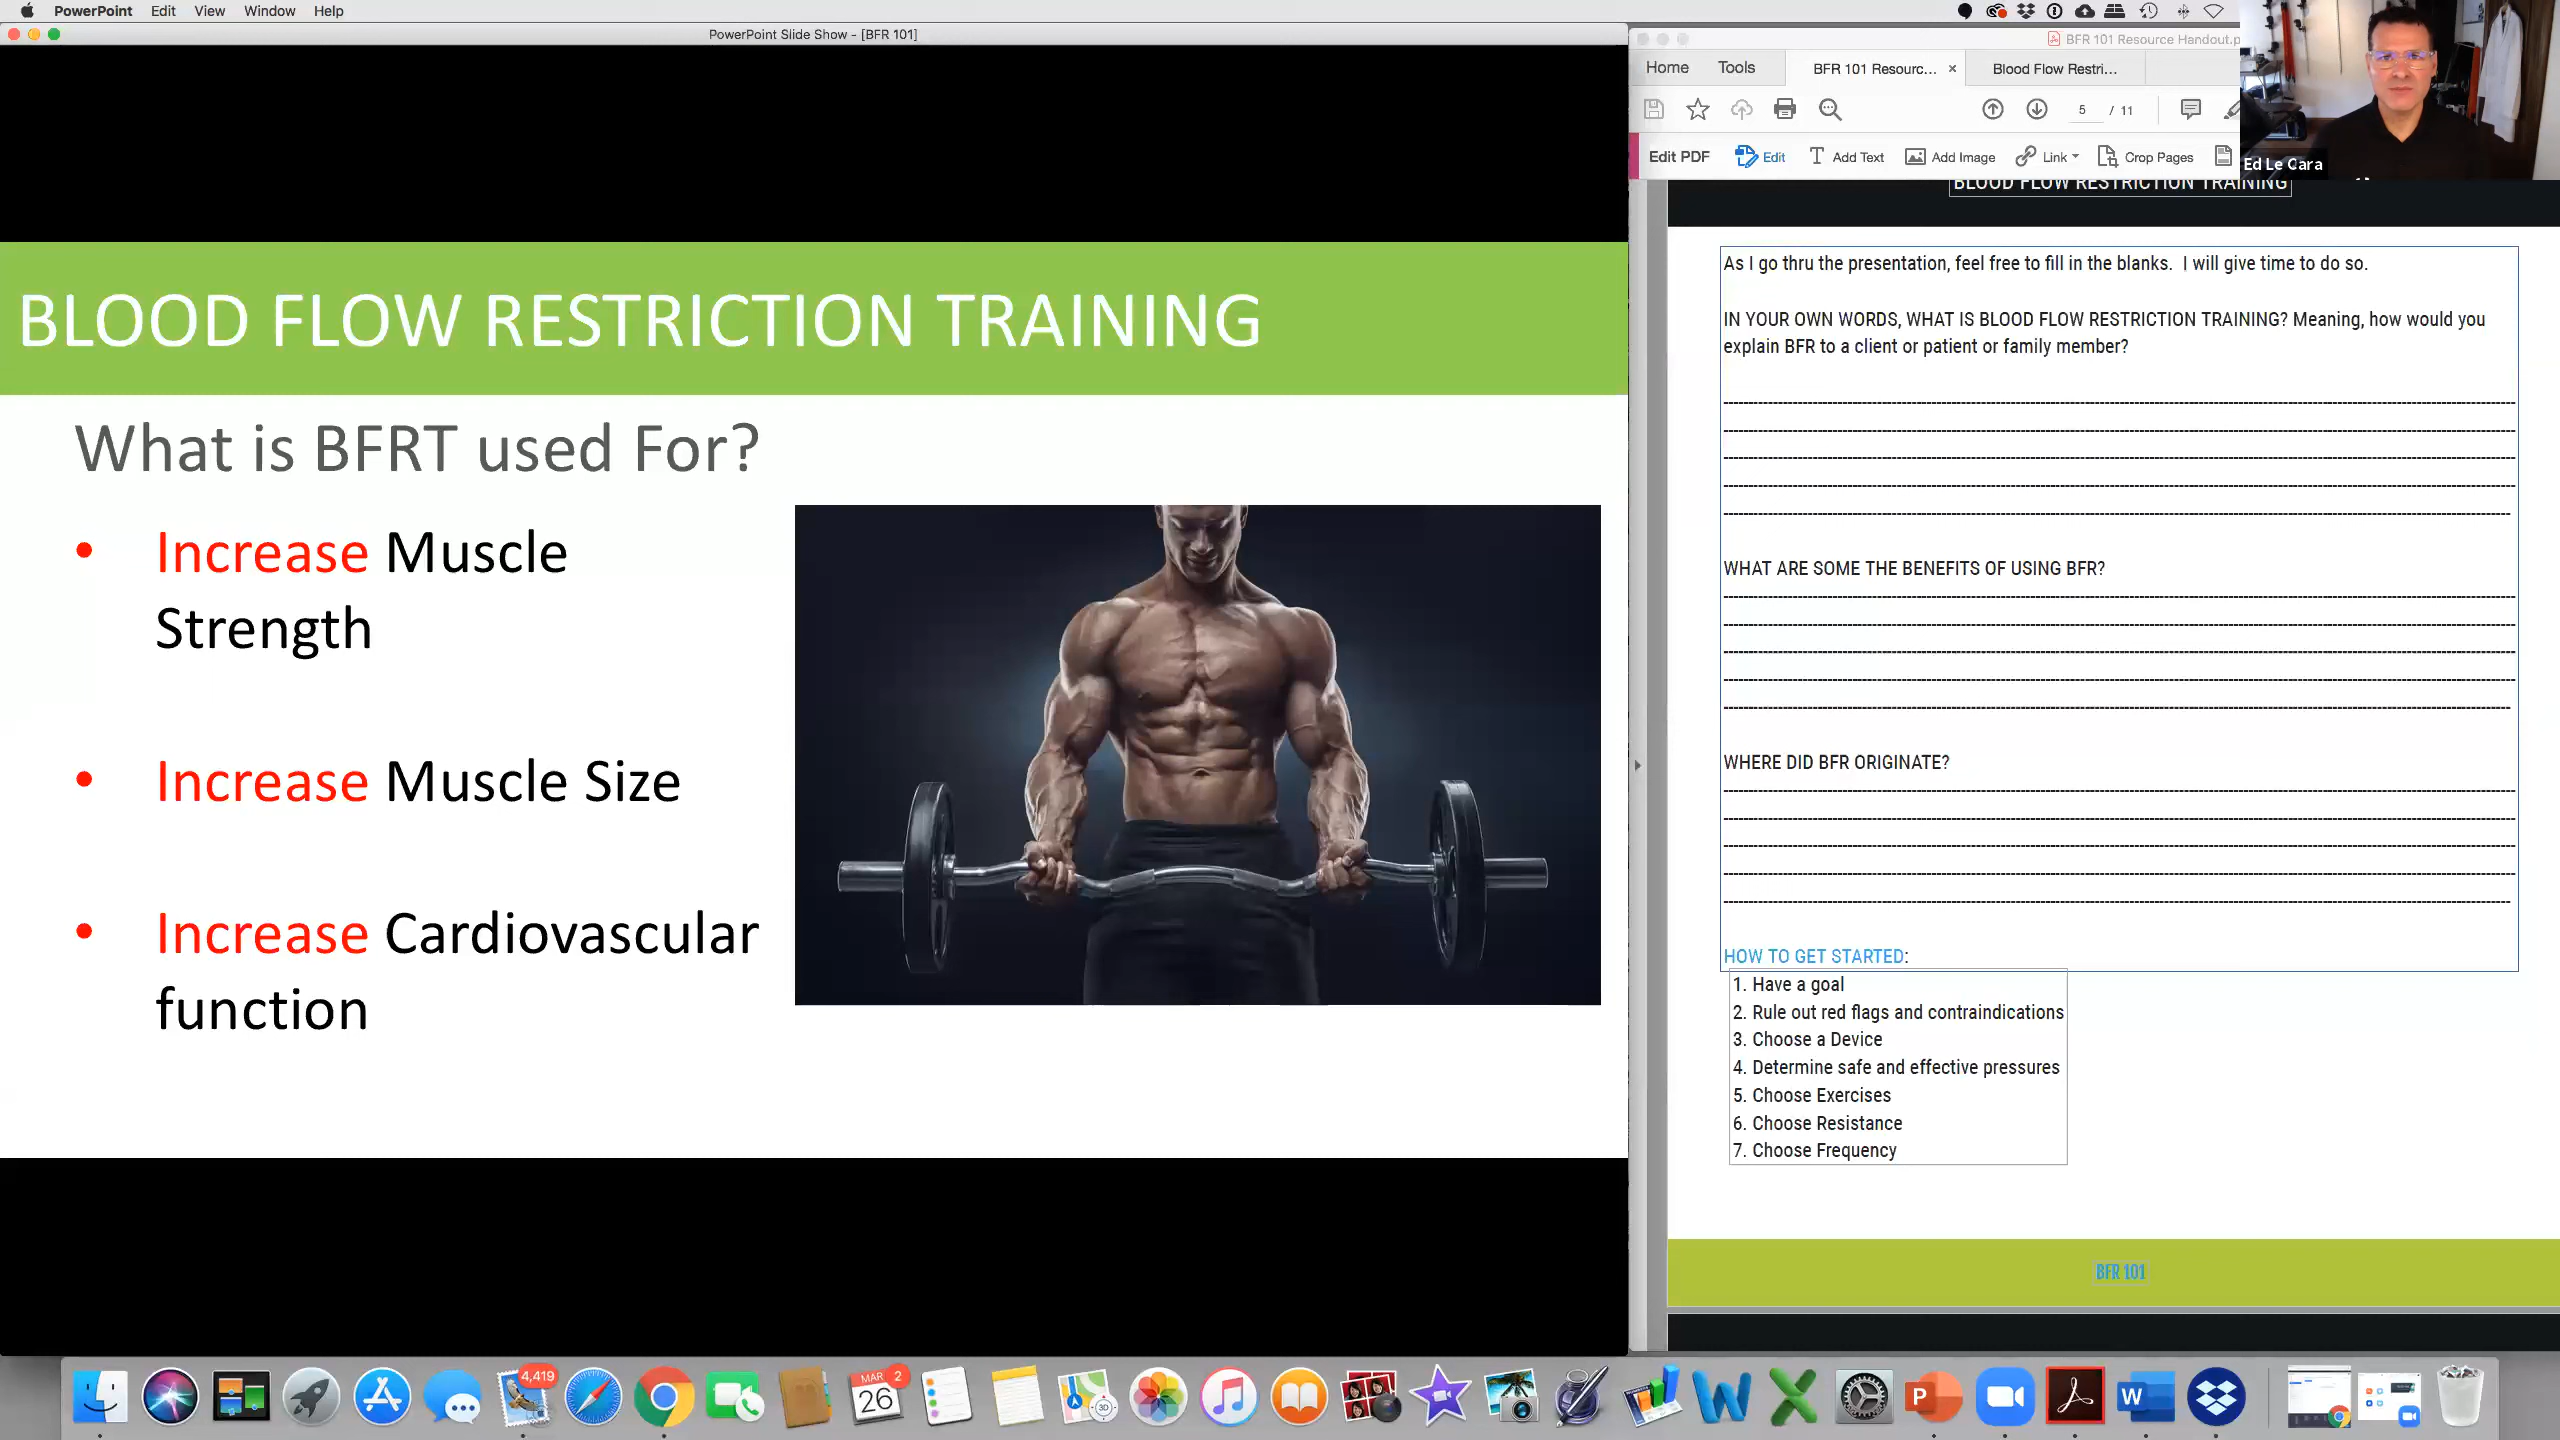 PowerPoint Edit View Window Help
PowerPoint Slide Show - [BFR 101]
BLOOD FLOW RESTRICTION TRAINING
What is BFRT used For?
• Increase Muscle
Strength
• Increase Muscle Size
• Increase Cardiovascular
function
BFR 101 Resource Handout.p
Home Tools BFR 101 Resourc... × Blood Flow Restri...
5 / 11
Edit PDF Edit Add Text Add Image Link Crop Pages
Ed Le Cara
BLOOD FLOW RESTRICTION TRAINING
As I go thru the presentation, feel free to fill in the blanks. I will give time to do so.
IN YOUR OWN WORDS, WHAT IS BLOOD FLOW RESTRICTION TRAINING? Meaning, how would you
explain BFR to a client or patient or family member?
WHAT ARE SOME THE BENEFITS OF USING BFR?
WHERE DID BFR ORIGINATE?
HOW TO GET STARTED:
1. Have a goal
2. Rule out red flags and contraindications
3. Choose a Device
4. Determine safe and effective pressures
5. Choose Exercises
6. Choose Resistance
7. Choose Frequency
BFR 101
4,419
MAR 2
26
3D
P
W